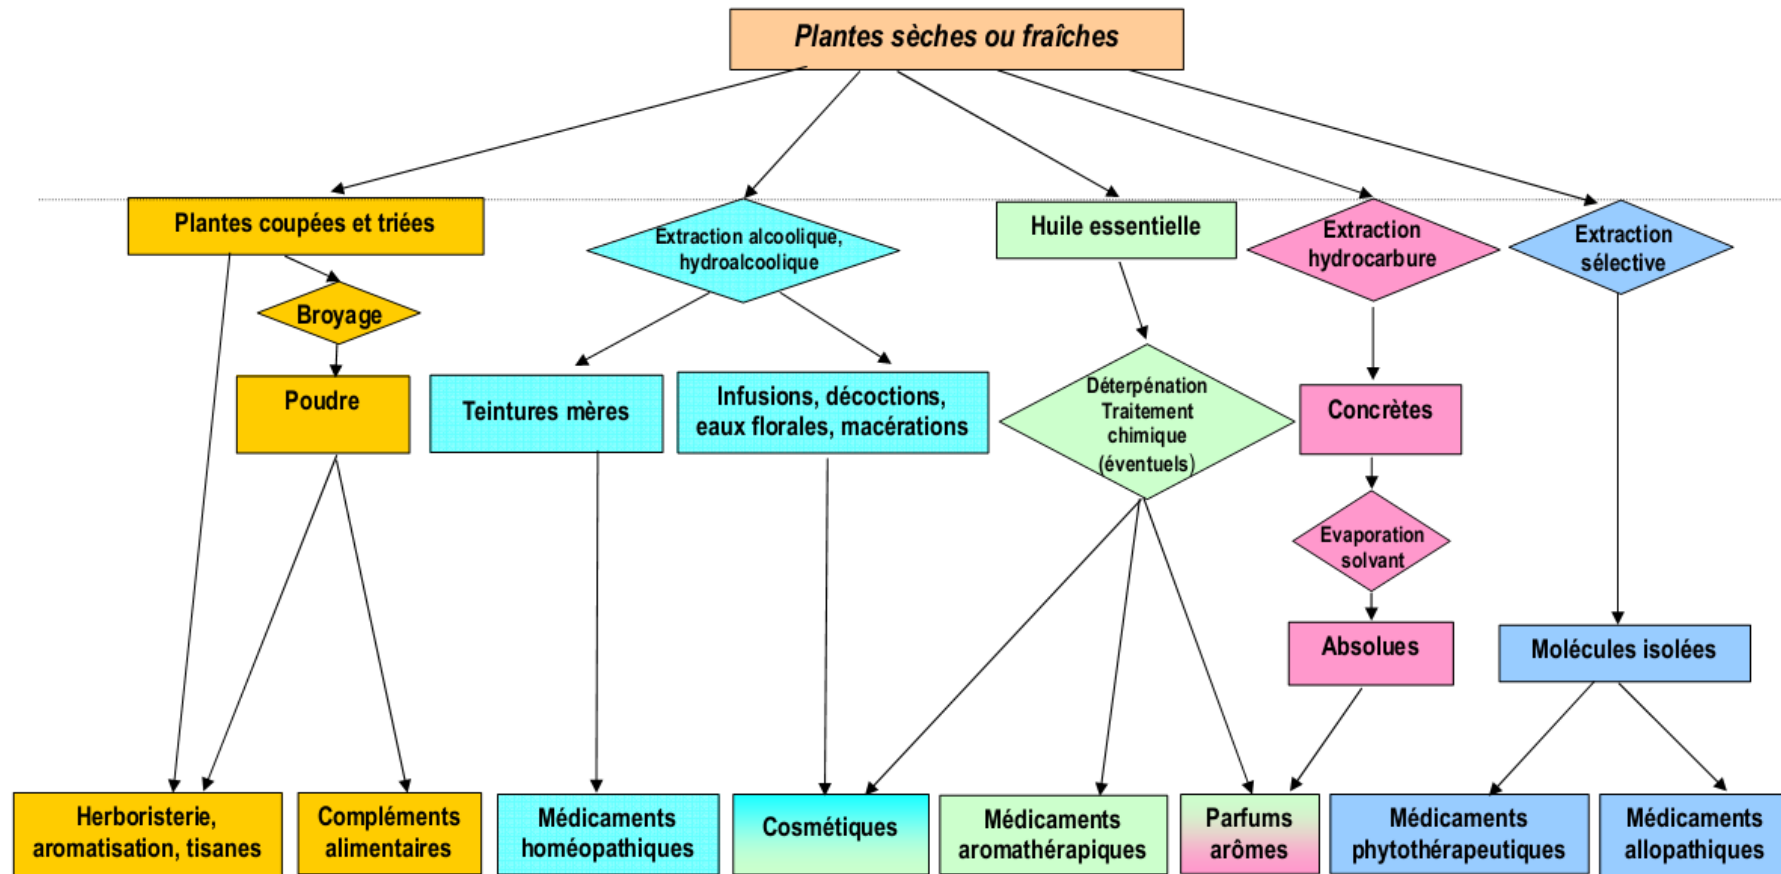 Plantes sèches ou fraîches
Plantes coupées et triées
Extraction alcoolique,
hydroalcoolique
Huile essentielle
Extraction
hydrocarbure
Extraction
sélective
Broyage
Poudre
Teintures mères
Infusions, décoctions,
eaux florales, macérations
Déterpénation
Traitement
chimique
(éventuels)
Concrètes
Evaporation
solvant
Absolues
Molécules isolées
Herboristerie,
aromatisation, tisanes
Compléments
alimentaires
Médicaments
homéopathiques
Cosmétiques
Médicaments
aromathérapiques
Parfums
arômes
Médicaments
phytothérapeutiques
Médicaments
allopathiques